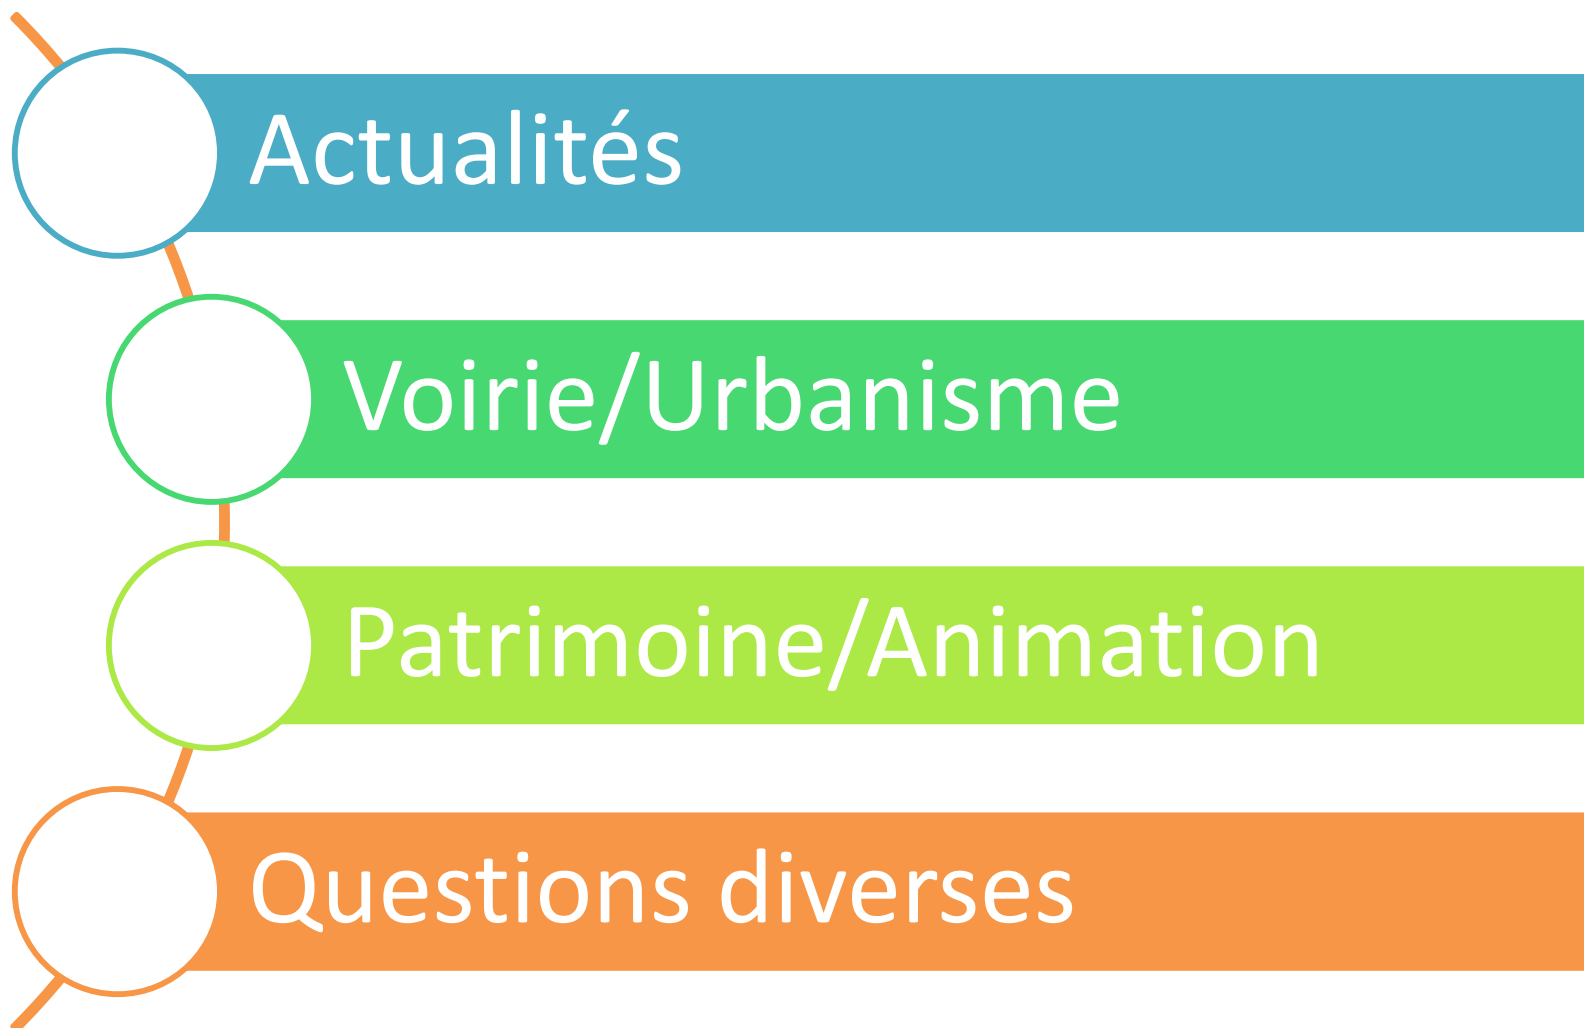 Actualités
Voirie/Urbanisme
Patrimoine/Animation
Questions diverses